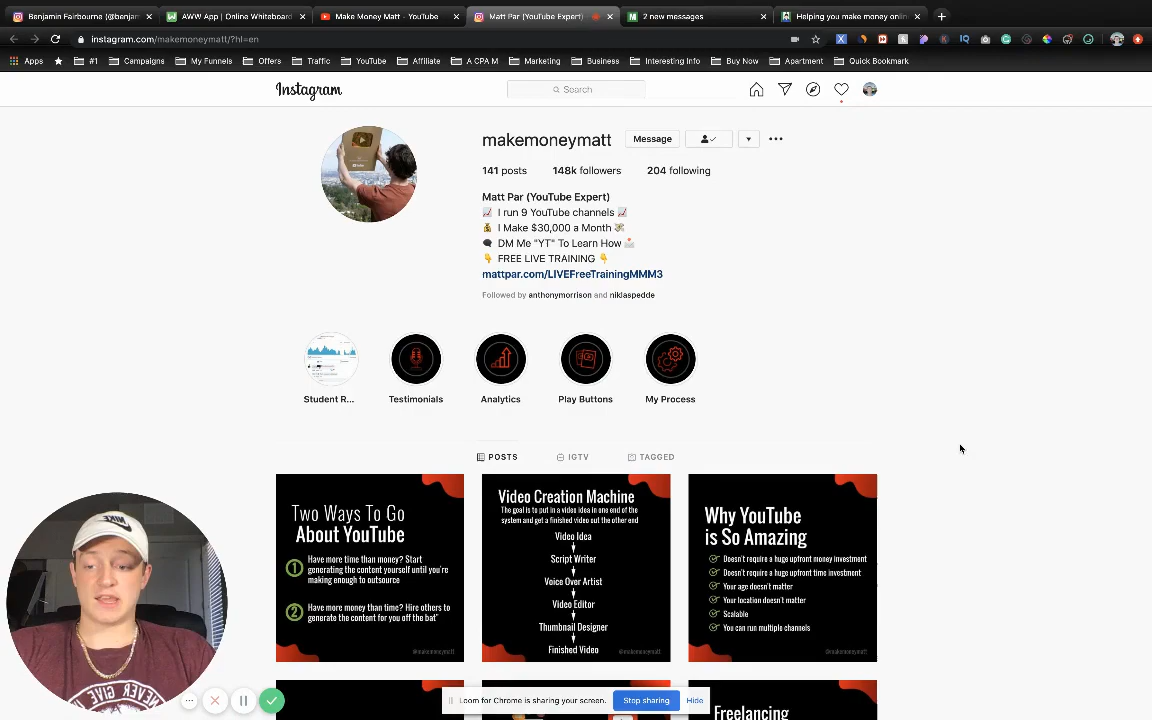 Benjamin Fairbourne (@benjam
AWW App | Online Whiteboard
Make Money Matt - YouTube
Matt Par (YouTube Expert)
2 new messages
Helping you make money onlin
instagram.com/makemoneymatt/?hl=en
Apps
#1
Campaigns
My Funnels
Offers
Traffic
YouTube
Affiliate
A CPA M
Marketing
Business
Interesting Info
Buy Now
Apartment
Quick Bookmark
Instagram
Search
makemoneymatt
Message
141 posts
148k followers
204 following
Matt Par (YouTube Expert)
I run 9 YouTube channels
I Make $30,000 a Month
DM Me "YT" To Learn How
FREE LIVE TRAINING
mattpar.com/LIVEFreeTrainingMMM3
Followed by anthonymorrison and niklaspedde
Student R...
Testimonials
Analytics
Play Buttons
My Process
POSTS
IGTV
TAGGED
Two Ways To Go
About YouTube
1
Have more time than money? Start
generating the content yourself until you're
making enough to outsource
2
Have more money than time? Hire others to
generate the content for you off the bat"
@makemoneymatt
Video Creation Machine
The goal is to put in a video idea in one end of the
system and get a finished video out the other end
Video Idea
Script Writer
Voice Over Artist
Video Editor
Thumbnail Designer
Finished Video
@makemoneymatt
Why YouTube
is So Amazing
Doesn't require a huge upfront money investment
Doesn't require a huge upfront time investment
Your age doesn't matter
Your location doesn't matter
Scalable
You can run multiple channels
@makemoneymatt
Freelancing
NIKE
NEVER GIVE
Loom for Chrome is sharing your screen.
Stop sharing
Hide